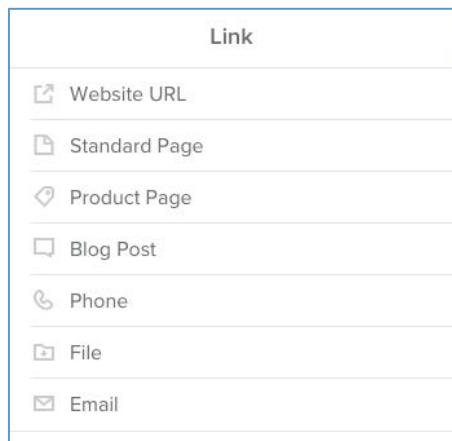 Link
Website URL
Standard Page
Product Page
Blog Post
Phone
File
Email